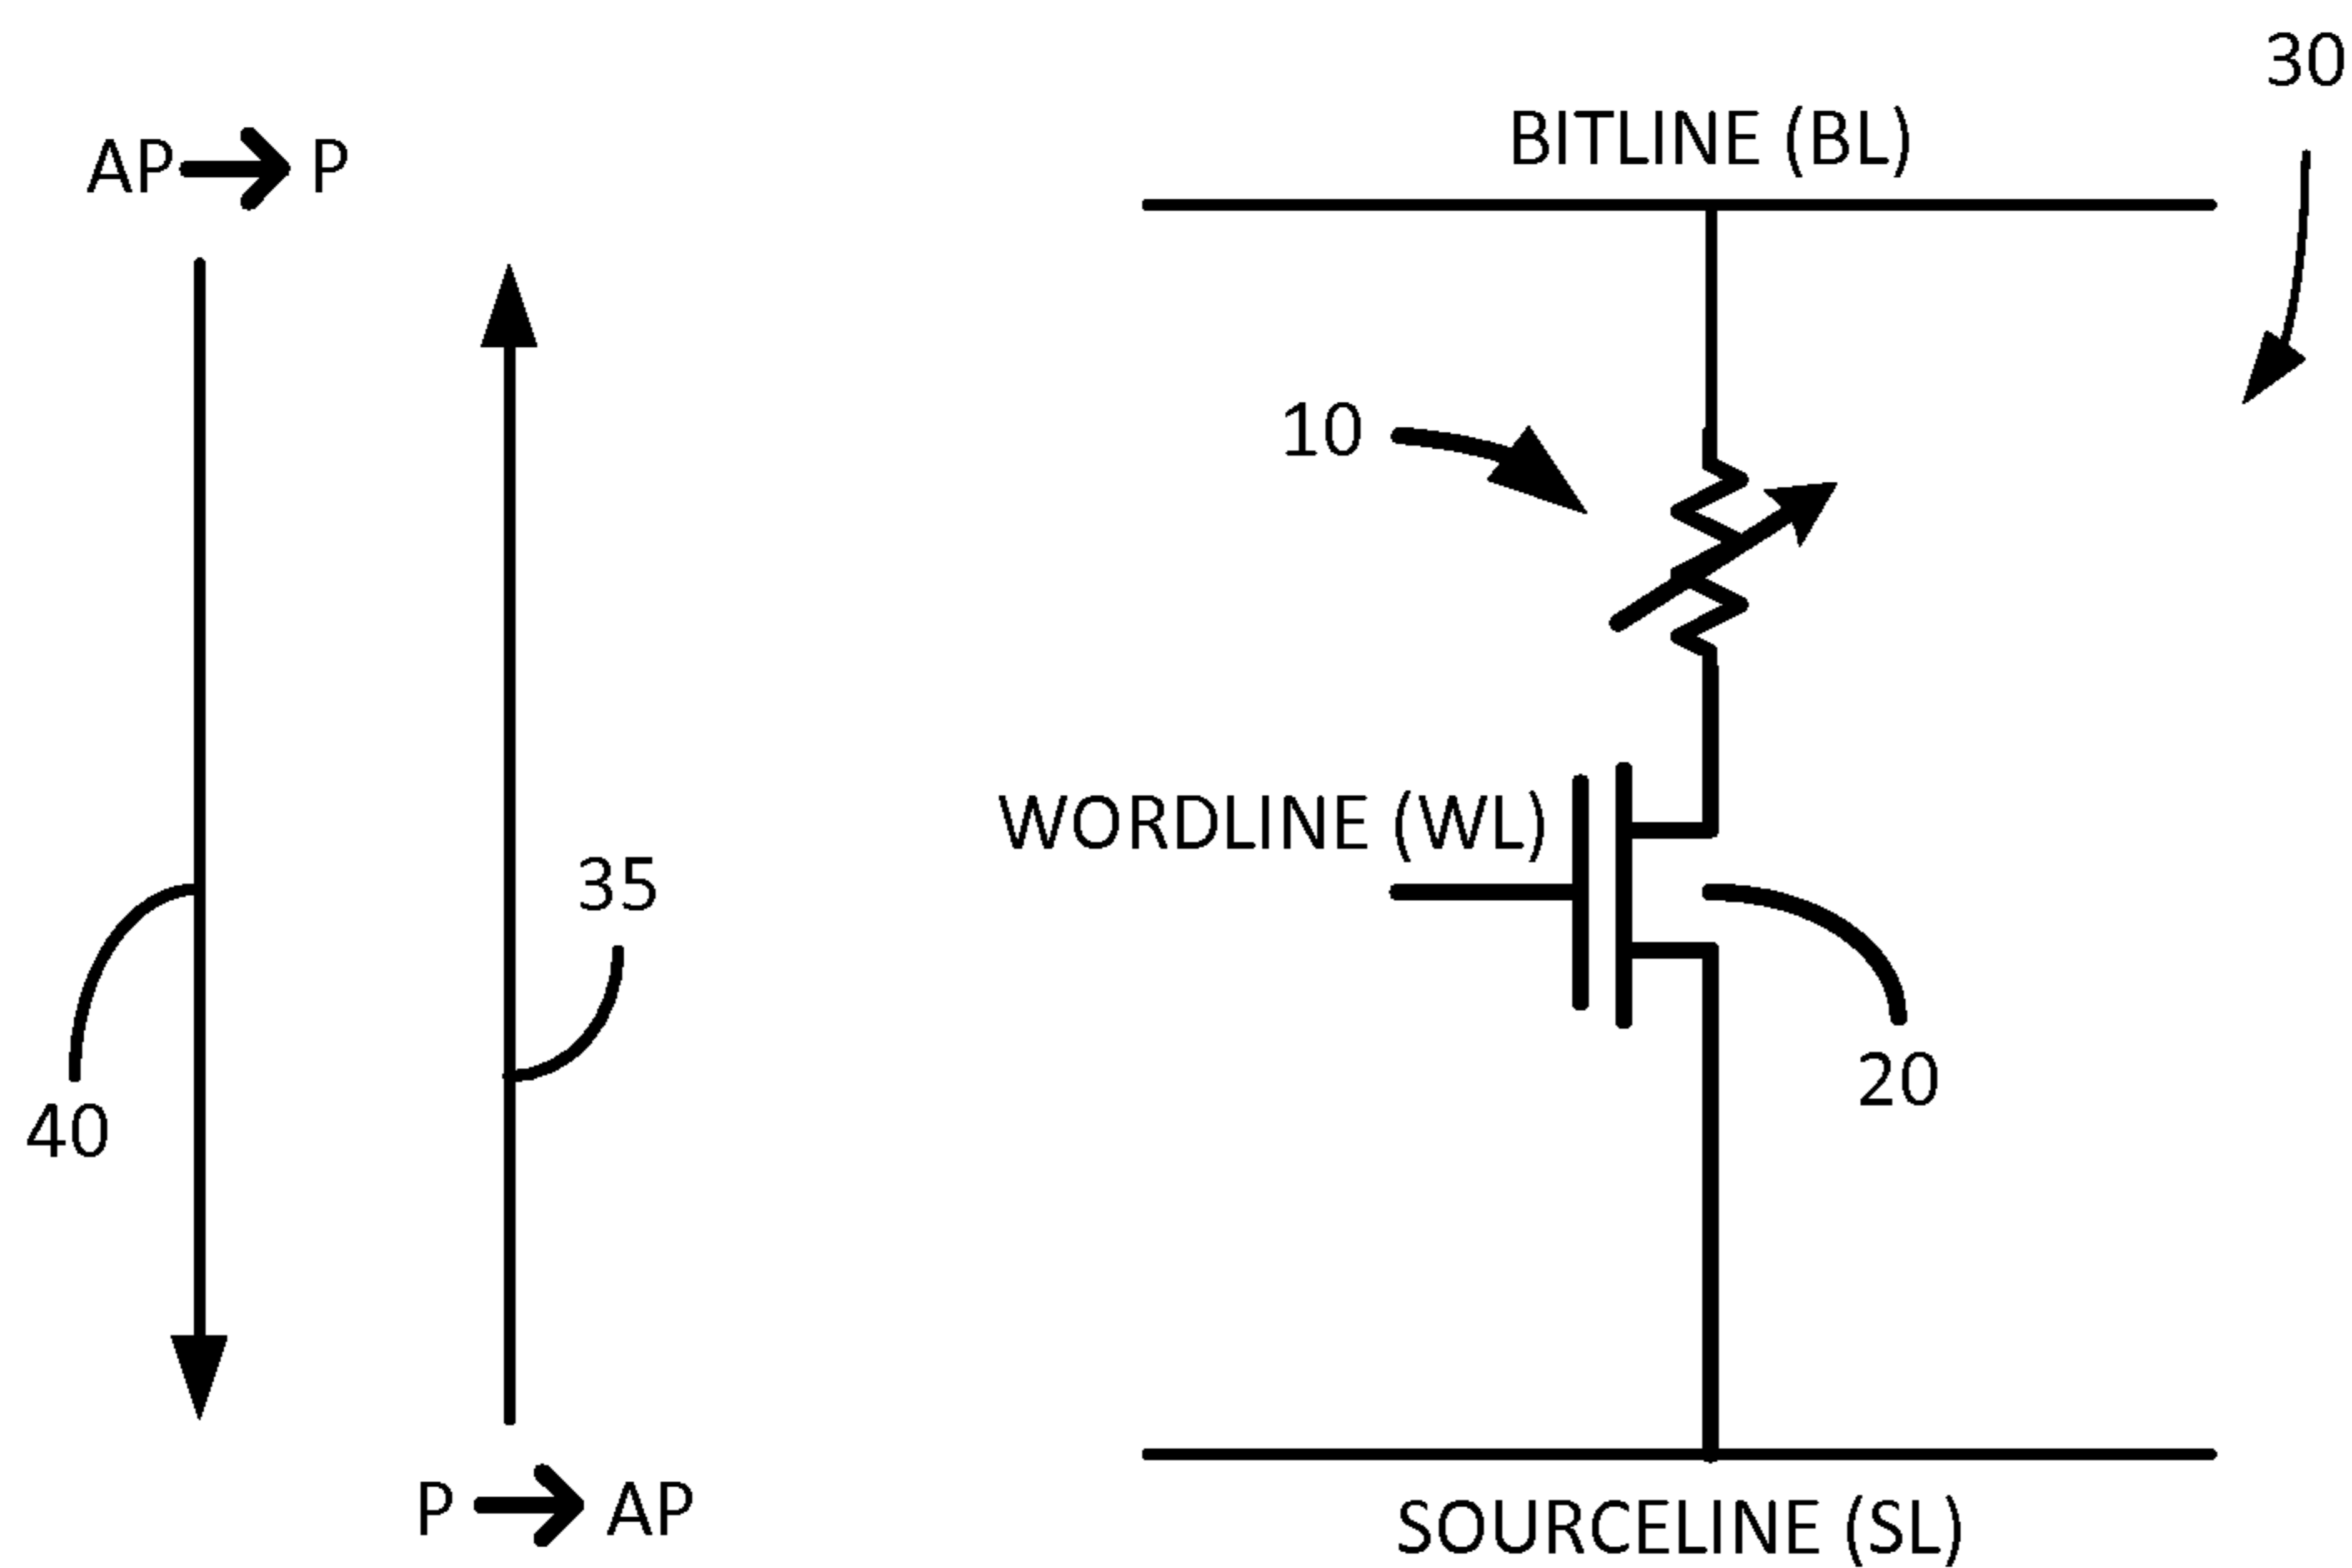 30
BITLINE (BL)
AP → P
10
WORDLINE (WL)
35
20
40
P → AP
SOURCELINE (SL)